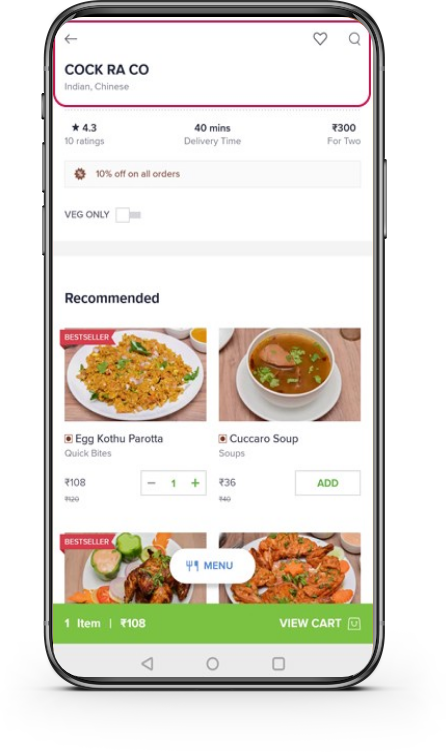 COCK RA CO
Indian, Chinese
★ 4.3
40 mins
₹300
10 ratings
Delivery Time
For Two
10% off on all orders
VEG ONLY
Recommended
BESTSELLER
Egg Kothu Parotta
Cuccaro Soup
Quick Bites
Soups
₹108
− 1 +
₹36
ADD
₹120
₹40
BESTSELLER
MENU
1 Item | ₹108
VIEW CART